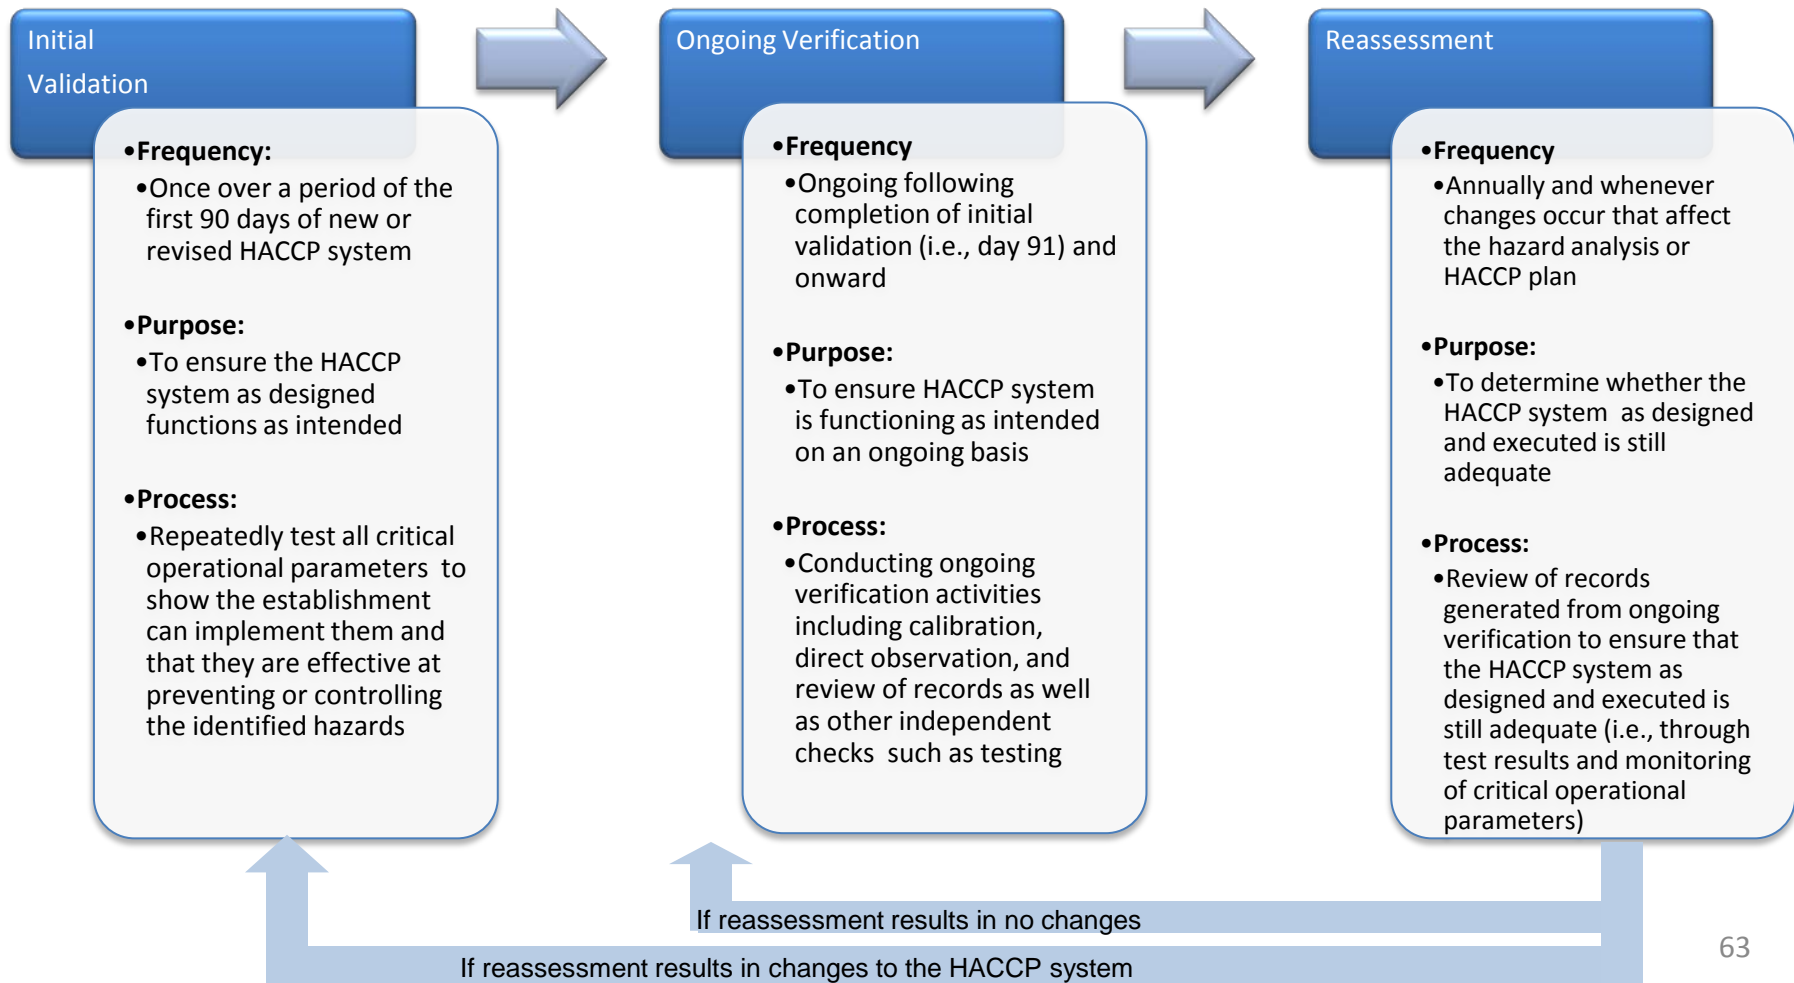 Initial
Validation
•Frequency:
•Once over a period of the
first 90 days of new or
revised HACCP system
•Purpose:
•To ensure the HACCP
system as designed
functions as intended
•Process:
•Repeatedly test all critical
operational parameters to
show the establishment
can implement them and
that they are effective at
preventing or controlling
the identified hazards
Ongoing Verification
•Frequency
•Ongoing following
completion of initial
validation (i.e., day 91) and
onward
•Purpose:
•To ensure HACCP system
is functioning as intended
on an ongoing basis
•Process:
•Conducting ongoing
verification activities
including calibration,
direct observation, and
review of records as well
as other independent
checks such as testing
Reassessment
•Frequency
•Annually and whenever
changes occur that affect
the hazard analysis or
HACCP plan
•Purpose:
•To determine whether the
HACCP system as designed
and executed is still
adequate
•Process:
•Review of records
generated from ongoing
verification to ensure that
the HACCP system as
designed and executed is
still adequate (i.e., through
test results and monitoring
of critical operational
parameters)
If reassessment results in no changes
If reassessment results in changes to the HACCP system
63